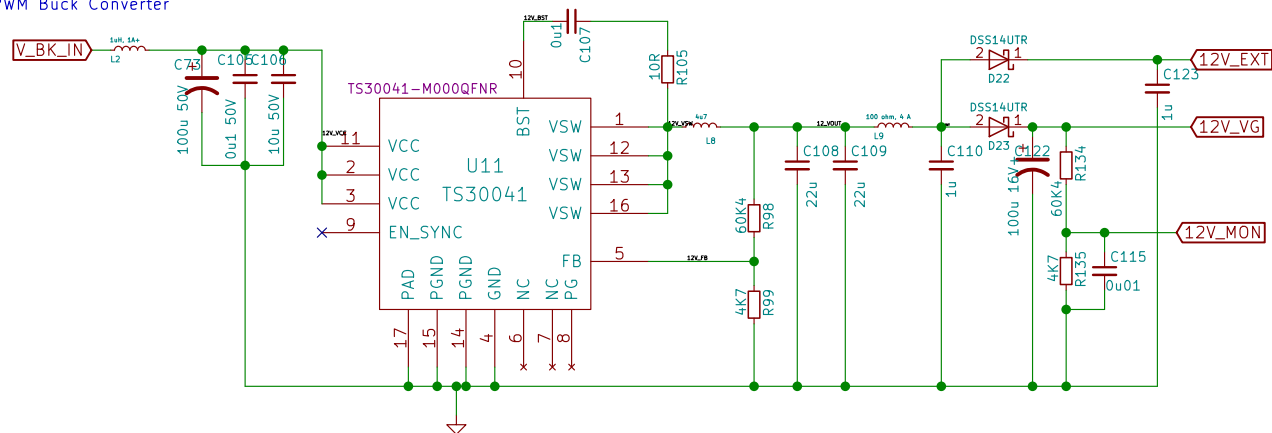 PWM Buck Converter
V_BK_IN
1uH, 1A+
L2
C73
100u 50V
C105
0u1 50V
C106
10u 50V
12V_VCC
TS30041-M000QFNR
U11
TS30041
11
VCC
2
VCC
3
VCC
9
EN_SYNC
10
BST
12V_BST
0u1
C107
10R
R105
VSW
1
VSW
12
VSW
13
VSW
16
FB
5
PAD
17
PGND
15
PGND
14
GND
4
NC
6
NC
7
PG
8
12V_VSW
4u7
L8
12V_FB
60K4
R98
4K7
R99
C108
22u
12_VOUT
C109
22u
100 ohm, 4 A
L9
C110
1u
DSS14UTR
2
1
D22
DSS14UTR
2
1
D23
C122
100u 16V
60K4
R134
4K7
R135
C115
0u01
C123
1u
12V_EXT
12V_VG
12V_MON